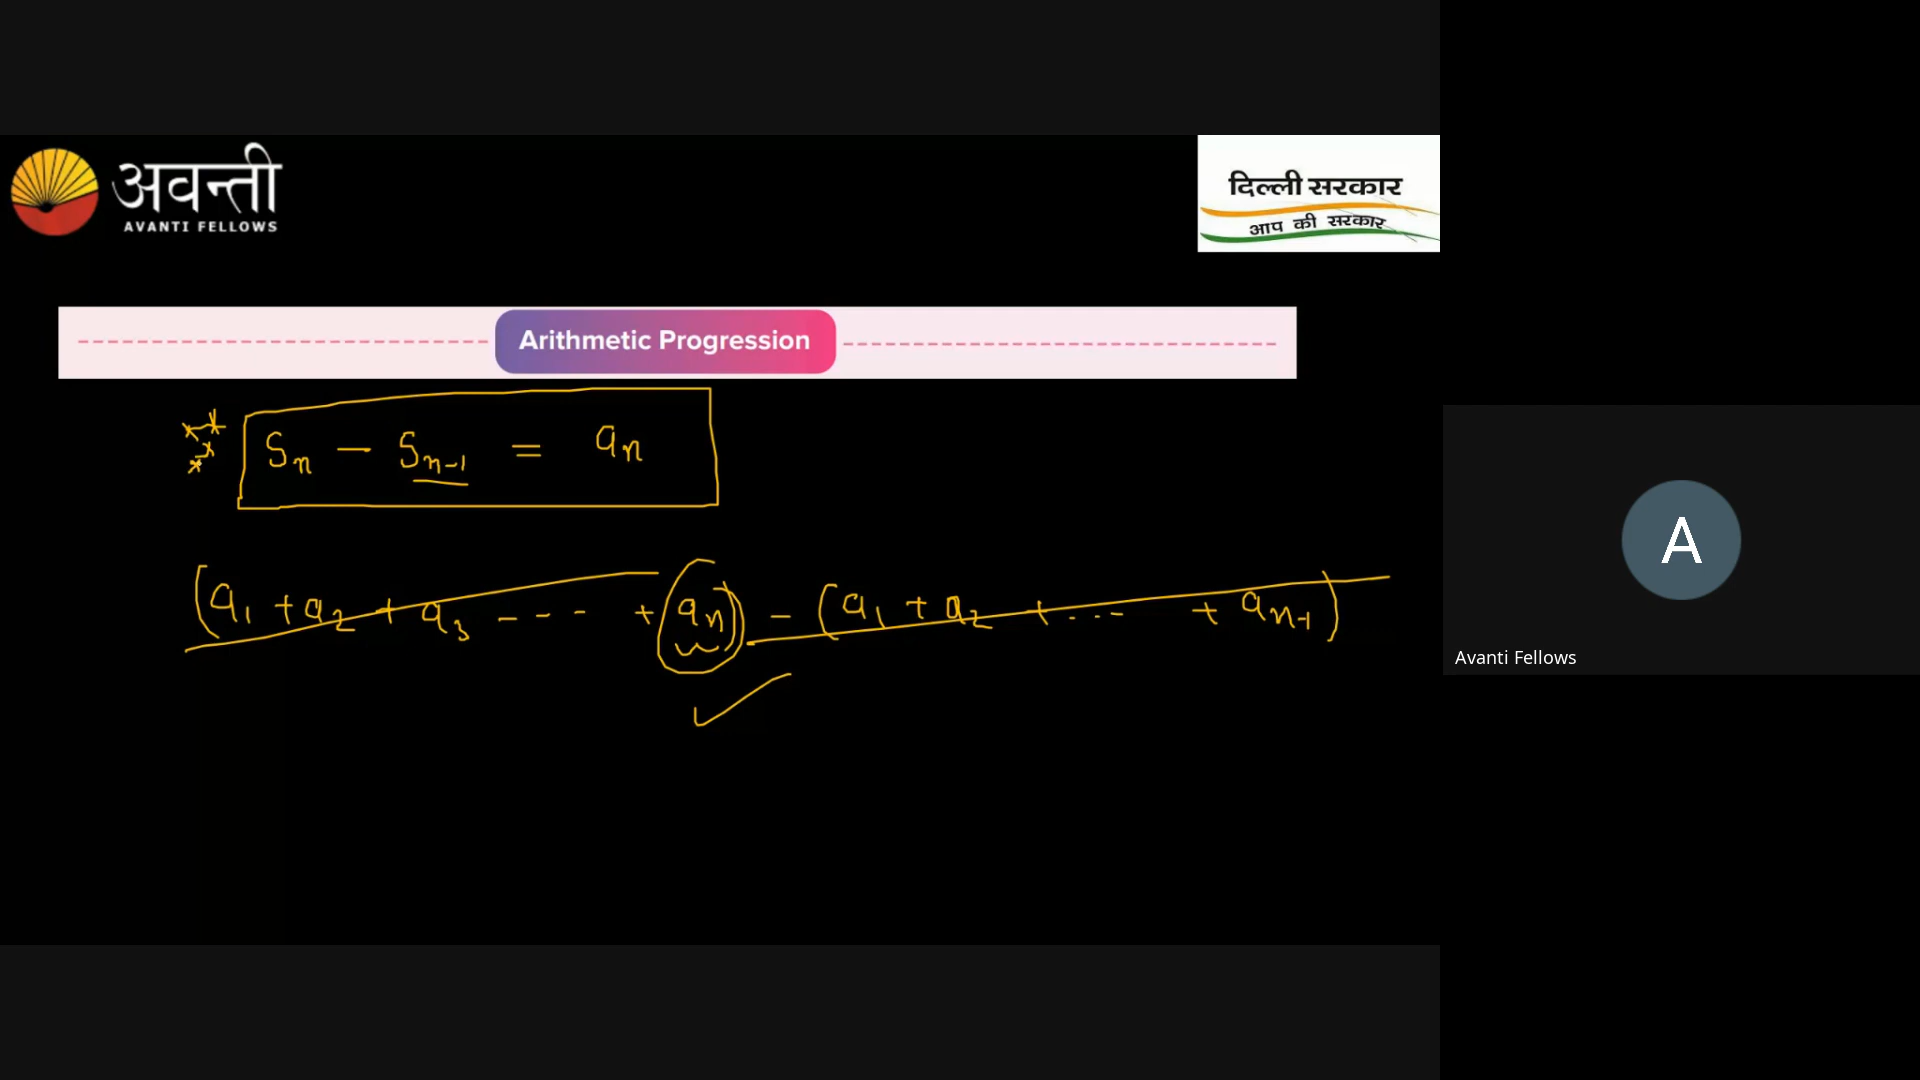 अवन्ती
AVANTI FELLOWS
दिल्ली सरकार
आप की सरकार
Arithmetic Progression
Sₙ − Sₙ₋₁ = aₙ
(a₁ + a₂ + a₃ - - - + aₙ) − (a₁ + a₂ + ... + aₙ₋₁)
A
Avanti Fellows